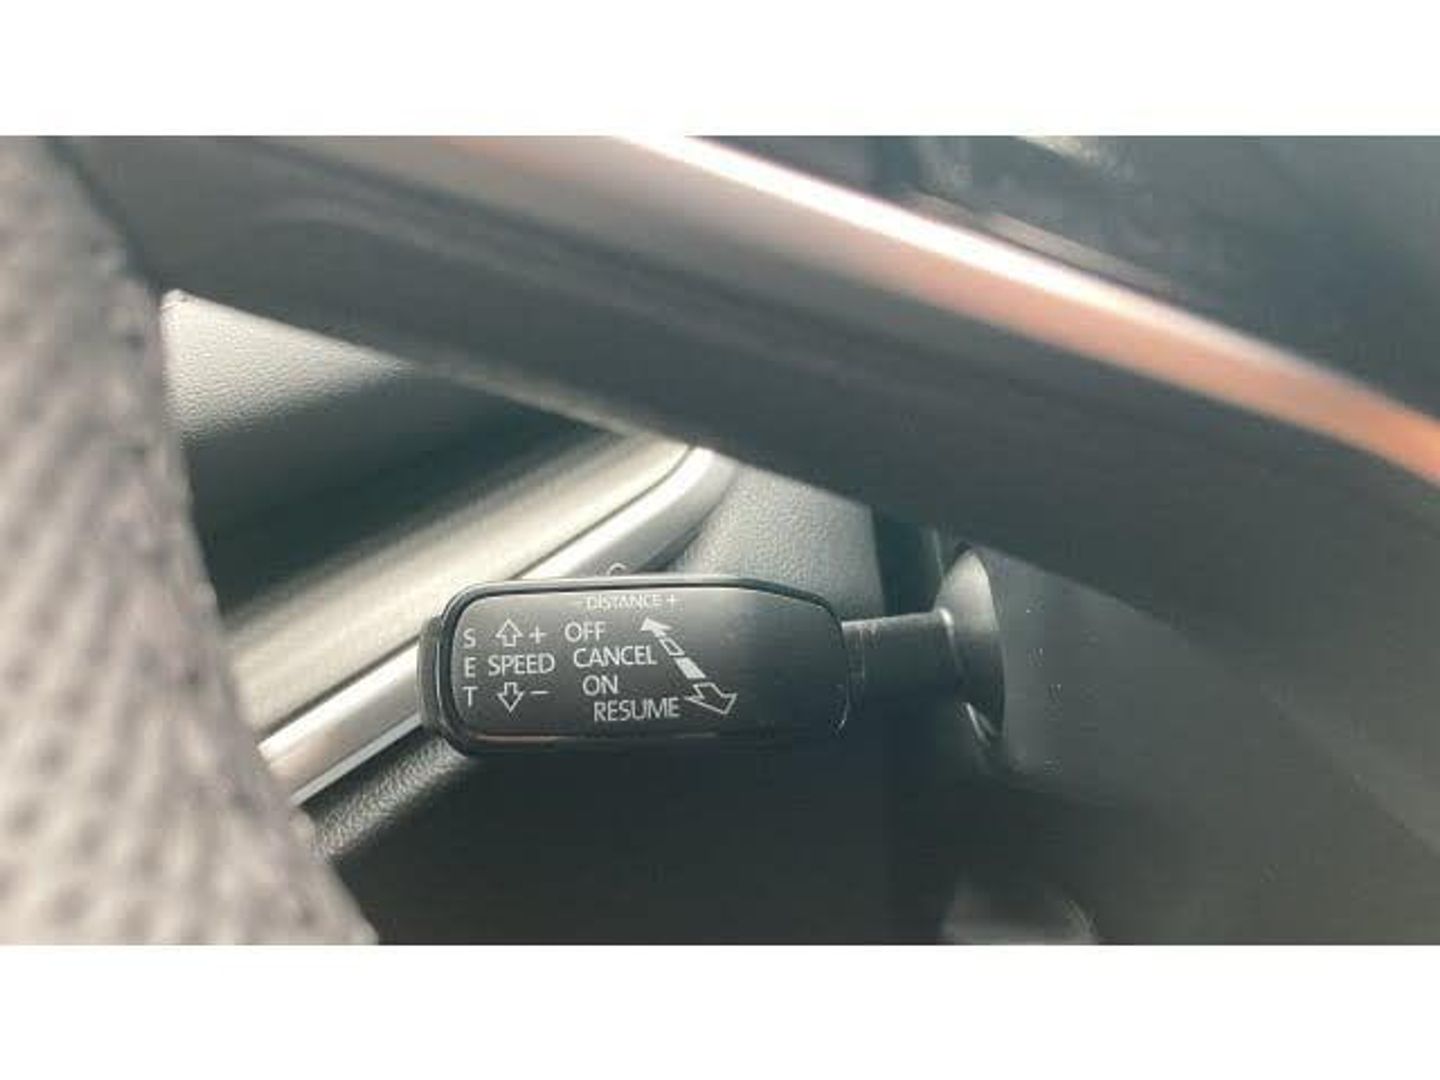 - DISTANCE +
S + OFF
E SPEED CANCEL
T - ON
RESUME